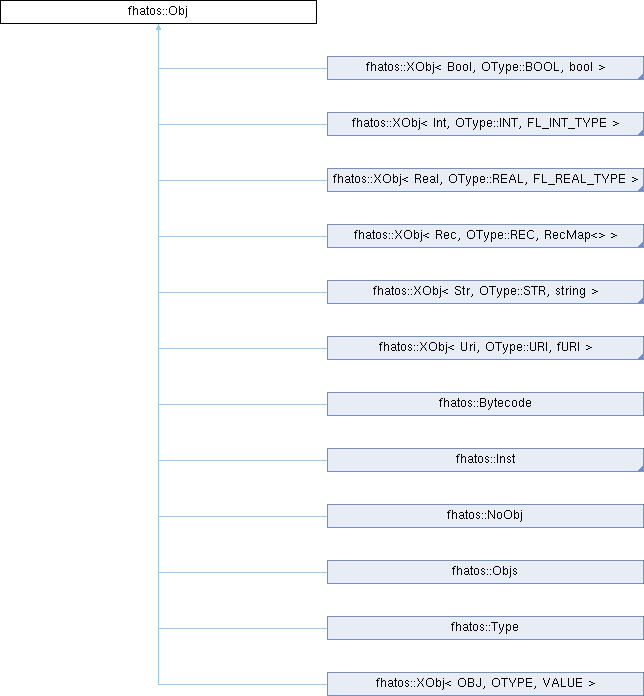 fhatos::Obj
fhatos::XObj< Bool, OType::BOOL, bool >
fhatos::XObj< Int, OType::INT, FL_INT_TYPE >
fhatos::XObj< Real, OType::REAL, FL_REAL_TYPE >
fhatos::XObj< Rec, OType::REC, RecMap<> >
fhatos::XObj< Str, OType::STR, string >
fhatos::XObj< Uri, OType::URI, fURI >
fhatos::Bytecode
fhatos::Inst
fhatos::NoObj
fhatos::Objs
fhatos::Type
fhatos::XObj< OBJ, OTYPE, VALUE >